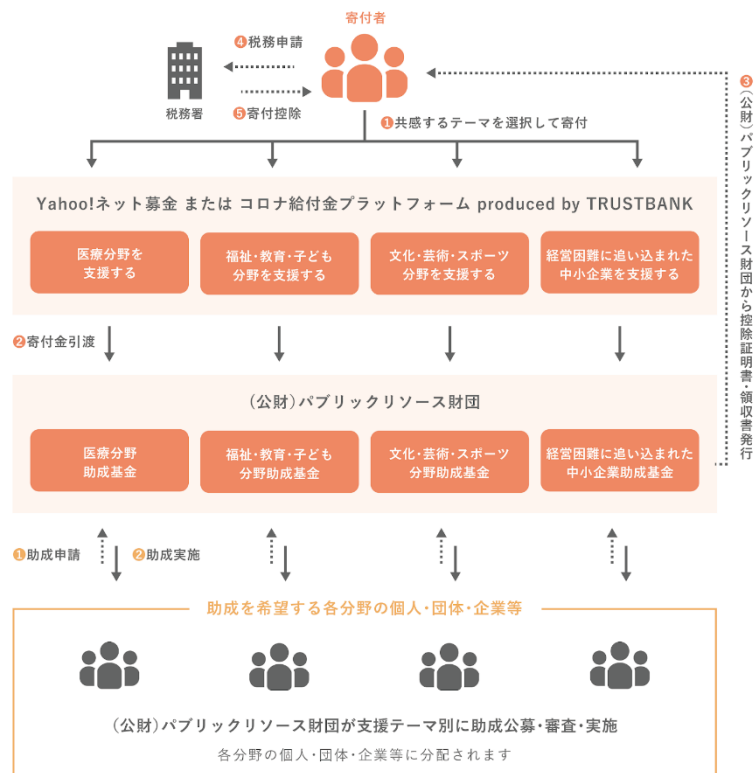 寄付者
❹税務申請
税務署
❺寄付控除
❶共感するテーマを選択して寄付
❸(公財)パブリックリソース財団から控除証明書・領収書発行
Yahoo!ネット募金 または コロナ給付金プラットフォーム produced by TRUSTBANK
医療分野を
支援する
福祉・教育・子ども
分野を支援する
文化・芸術・スポーツ
分野を支援する
経営困難に追い込まれた
中小企業を支援する
❷寄付金引渡
(公財)パブリックリソース財団
医療分野
助成基金
福祉・教育・子ども
分野助成基金
文化・芸術・スポーツ
分野助成基金
経営困難に追い込まれた
中小企業助成基金
❶助成申請
❷助成実施
助成を希望する各分野の個人・団体・企業等
(公財)パブリックリソース財団が支援テーマ別に助成公募・審査・実施
各分野の個人・団体・企業等に分配されます